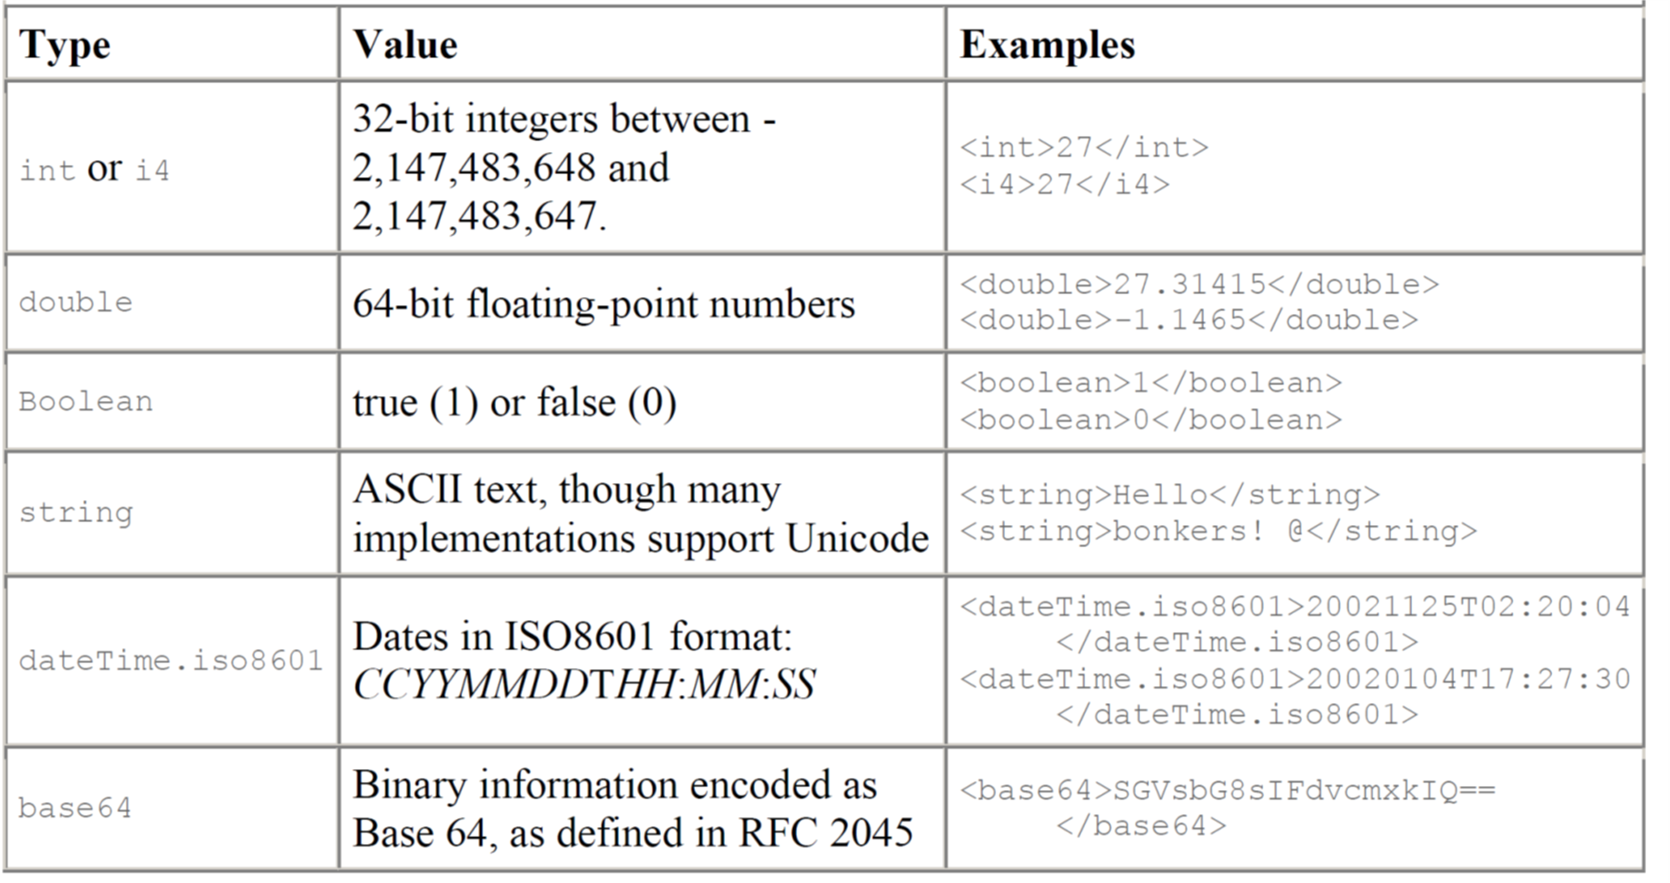 Type Value Examples
int or i4
32-bit integers between -
2,147,483,648 and
2,147,483,647.
<int>27</int>
<i4>27</i4>
double
64-bit floating-point numbers
<double>27.31415</double>
<double>-1.1465</double>
Boolean
true (1) or false (0)
<boolean>1</boolean>
<boolean>0</boolean>
string
ASCII text, though many
implementations support Unicode
<string>Hello</string>
<string>bonkers! @</string>
dateTime.iso8601
Dates in ISO8601 format:
CCYYMMDDTHH:MM:SS
<dateTime.iso8601>20021125T02:20:04
</dateTime.iso8601>
<dateTime.iso8601>20020104T17:27:30
</dateTime.iso8601>
base64
Binary information encoded as
Base 64, as defined in RFC 2045
<base64>SGVsbG8sIFdvcmxkIQ==
</base64>